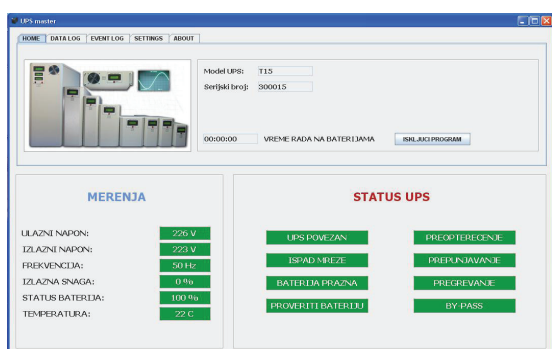 UPS master
HOME DATA LOG EVENT LOG SETTINGS ABOUT
Model UPS: T15
Serijski broj: 300015
00:00:00 VREME RADA NA BATERIJAMA ISKLJUCI PROGRAM
MERENJA
ULAZNI NAPON: 226 V
IZLAZNI NAPON: 223 V
FREKVENCIJA: 50 Hz
IZLAZNA SNAGA: 0 %
STATUS BATERIJA: 100 %
TEMPERATURA: 22 C
STATUS UPS
UPS POVEZAN PREOPTERECENJE
ISPAD MREZE PREPUNJAVANJE
BATERIJA PRAZNA PREGREVANJE
PROVERITI BATERIJU BY-PASS